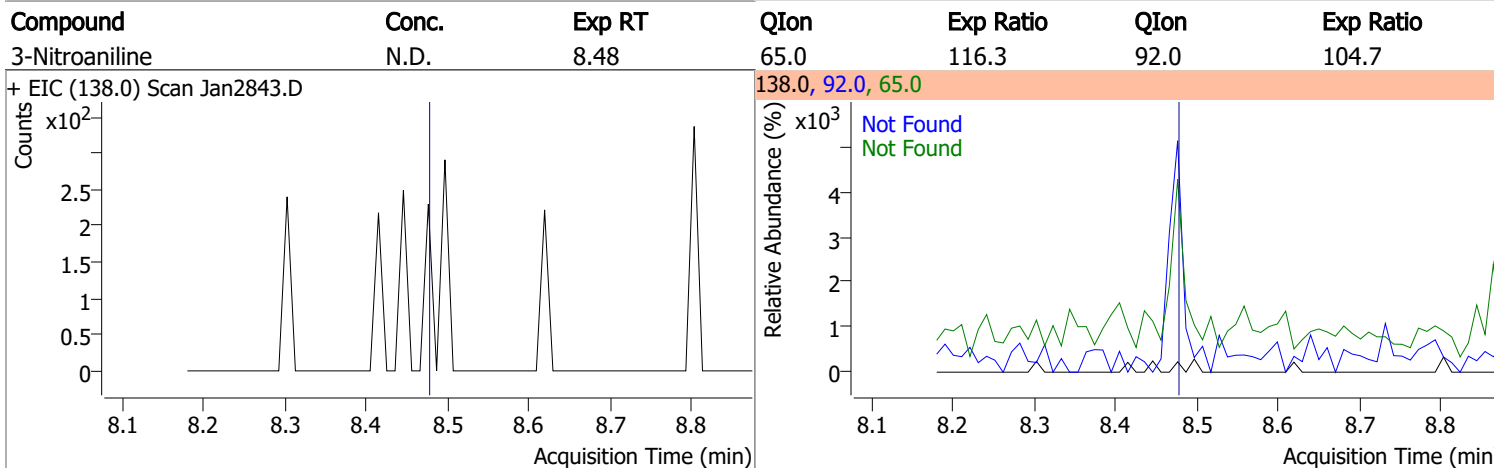 Compound Conc. Exp RT QIon Exp Ratio QIon Exp Ratio
3-Nitroaniline N.D. 8.48 65.0 116.3 92.0 104.7
+ EIC (138.0) Scan Jan2843.D
Counts
x10²
2.5
2
1.5
1
0.5
0
8.1 8.2 8.3 8.4 8.5 8.6 8.7 8.8
Acquisition Time (min)
138.0, 92.0, 65.0
Relative Abundance (%)
x10³
Not Found
Not Found
4
3
2
1
0
8.1 8.2 8.3 8.4 8.5 8.6 8.7 8.8
Acquisition Time (min